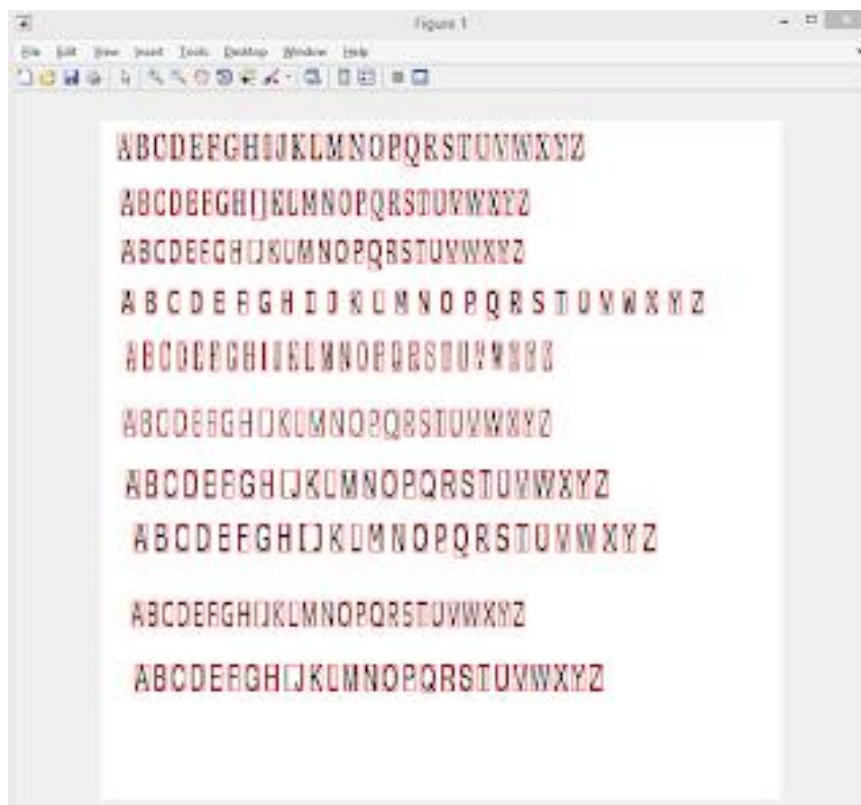 Figure 1
File Edit View Insert Tools Desktop Window Help
ABCDEFGHIJKLMNOPQRSTUVWXYZ
ABCDEFGHIJKLMNOPQRSTUVWXYZ
ABCDEFGHIJKLMNOPQRSTUVWXYZ
A B C D E F G H I J K L M N O P Q R S T U V W X Y Z
ABCDEFGHIJKLMNOPQRSTUVWXYZ
ABCDEFGHIJKLMNOPQRSTUVWXYZ
ABCDEFGHIJKLMNOPQRSTUVWXYZ
ABCDEFGHIJKLMNOPQRSTUVWXYZ
ABCDEFGHIJKLMNOPQRSTUVWXYZ
ABCDEFGHIJKLMNOPQRSTUVWXYZ